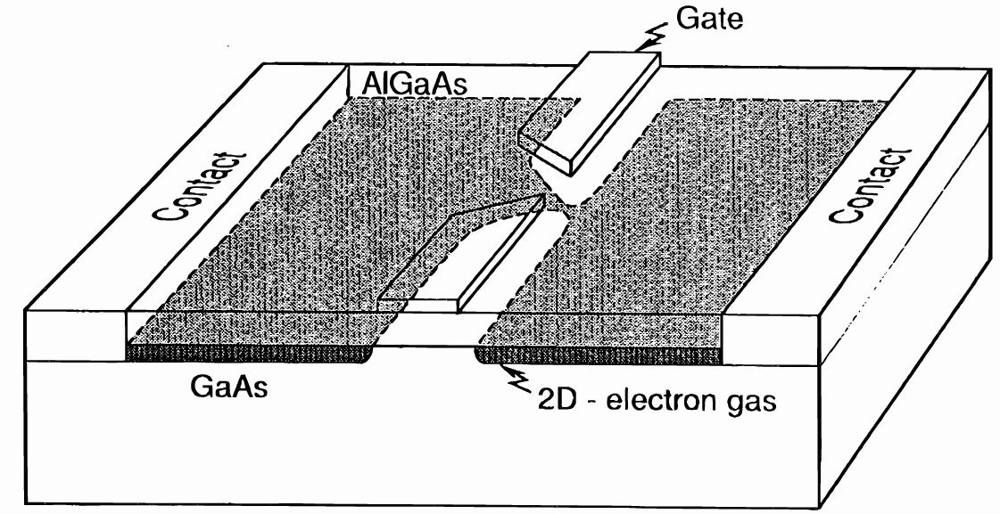 Gate
AlGaAs
Contact
Contact
GaAs
2D - electron gas